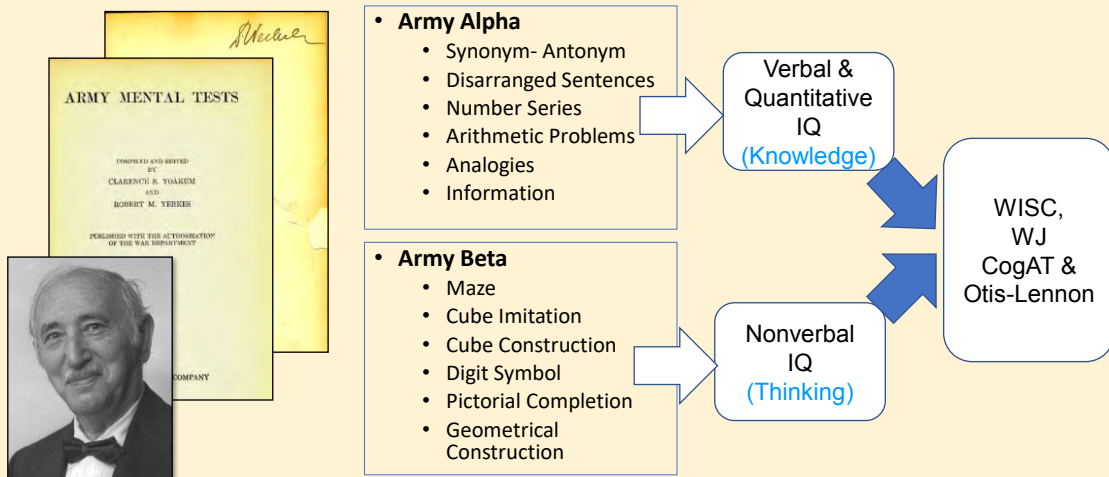 ARMY MENTAL TESTS
COMPILED AND EDITED
BY
CLARENCE S. YOAKUM
AND
ROBERT M. YERKES
PUBLISHED WITH THE AUTHORISATION
OF THE WAR DEPARTMENT
COMPANY
• Army Alpha
• Synonym- Antonym
• Disarranged Sentences
• Number Series
• Arithmetic Problems
• Analogies
• Information
Verbal &
Quantitative
IQ
(Knowledge)
• Army Beta
• Maze
• Cube Imitation
• Cube Construction
• Digit Symbol
• Pictorial Completion
• Geometrical
Construction
Nonverbal
IQ
(Thinking)
WISC,
WJ
CogAT &
Otis-Lennon